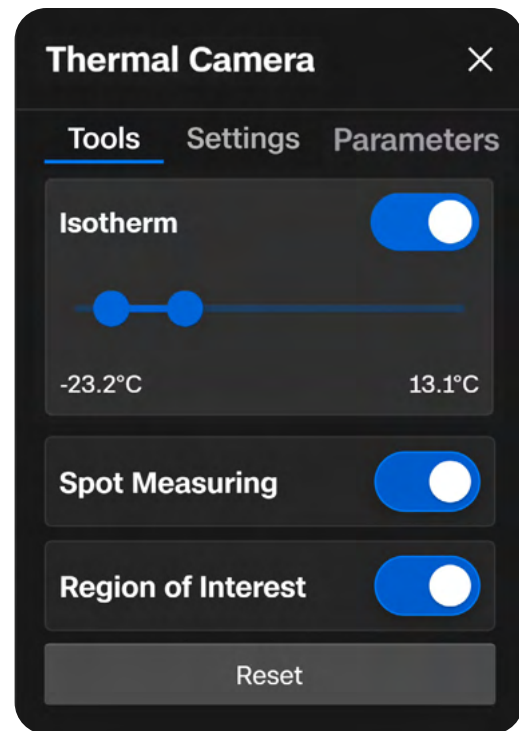 Thermal Camera
Tools Settings Parameters
Isotherm
-23.2°C 13.1°C
Spot Measuring
Region of Interest
Reset